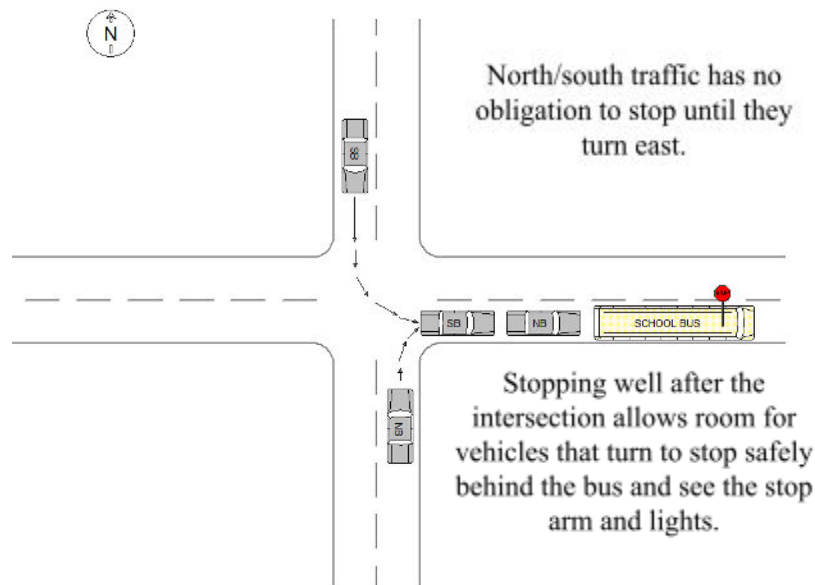 N
North/south traffic has no
obligation to stop until they
turn east.
SB
SB
NB
SCHOOL BUS
NB
Stopping well after the
intersection allows room for
vehicles that turn to stop safely
behind the bus and see the stop
arm and lights.